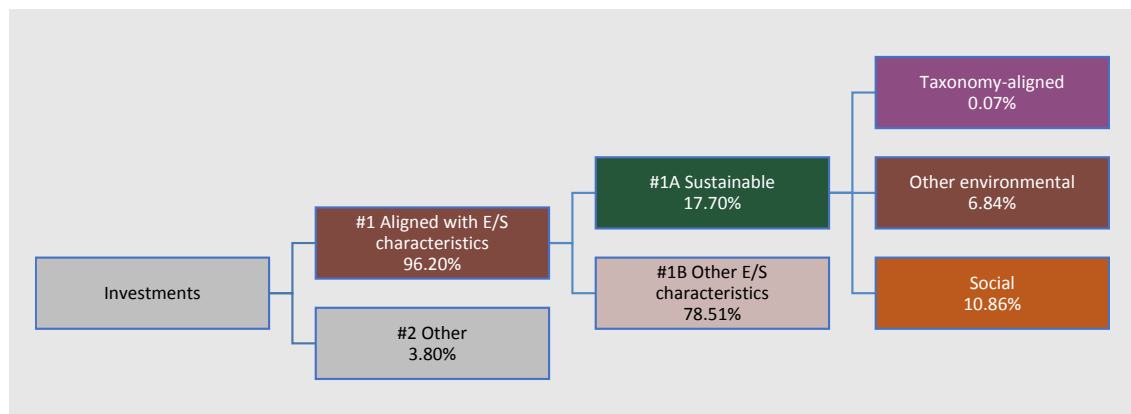 Investments
#1 Aligned with E/S
characteristics
96.20%
#2 Other
3.80%
#1A Sustainable
17.70%
#1B Other E/S
characteristics
78.51%
Taxonomy-aligned
0.07%
Other environmental
6.84%
Social
10.86%